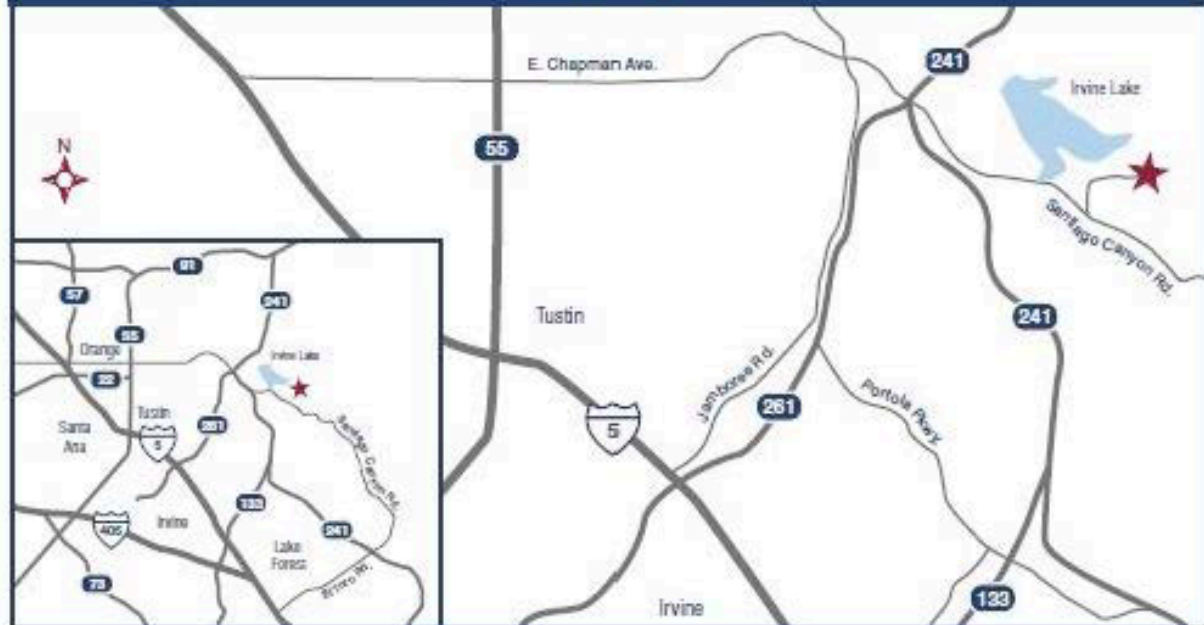 E. Chapman Ave.
241
Irvine Lake
55
N
Santiago Canyon Rd.
241
Tustin
Jamboree Rd.
261
Portola Pkwy.
5
133
Irvine
91
57
241
55
Orange
Irvine Lake
22
Tustin
261
Santa
Ana
5
Santiago Canyon Rd.
133
405
Irvine
241
Lake
Forest
73